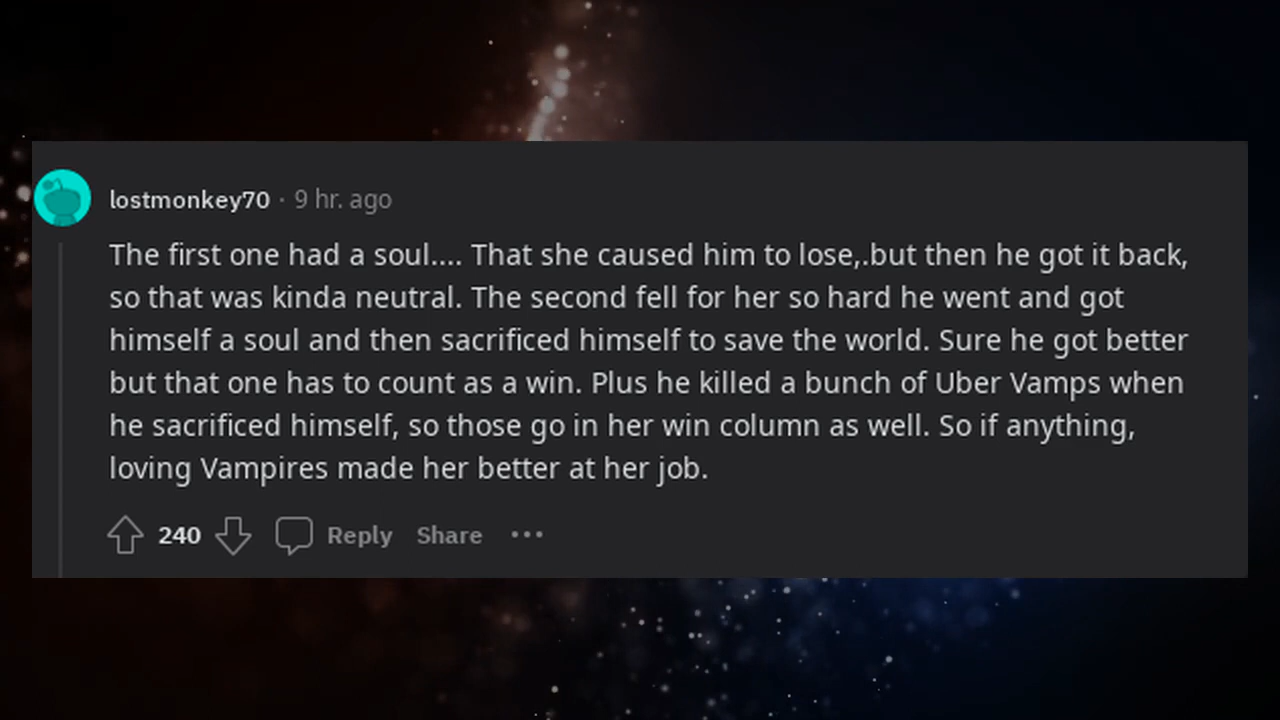 lostmonkey70 · 9 hr. ago
The first one had a soul.... That she caused him to lose,.but then he got it back,
so that was kinda neutral. The second fell for her so hard he went and got
himself a soul and then sacrificed himself to save the world. Sure he got better
but that one has to count as a win. Plus he killed a bunch of Uber Vamps when
he sacrificed himself, so those go in her win column as well. So if anything,
loving Vampires made her better at her job.
240 Reply Share ···